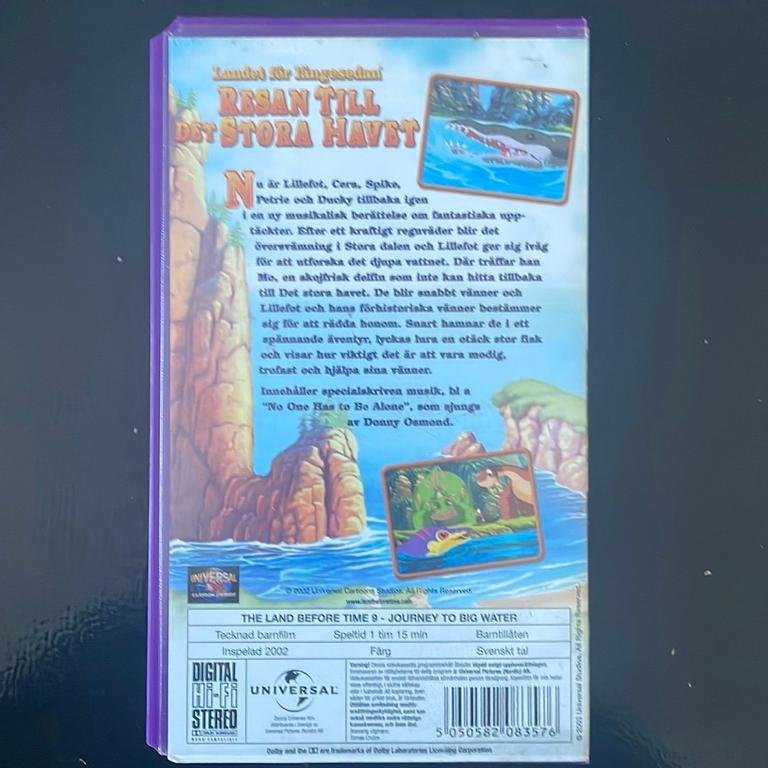 Landet för längesedan
RESAN TILL
DET STORA HAVET
Nu är Lillefot, Cera, Spike,
Petrie och Ducky tillbaka igen
i en ny musikalisk berättelse om fantastiska upp-
täckter. Efter ett kraftigt regnväder blir det
översvämning i Stora dalen och Lillefot ger sig iväg
för att utforska det djupa vattnet. Där träffar han
Mo, en skojfrisk delfin som inte kan hitta tillbaka
till Det stora havet. De blir snabbt vänner och
Lillefot och hans förhistoriska vänner bestämmer
sig för att rädda honom. Snart hamnar de i ett
spännande äventyr, lyckas lura en otäck stor fisk
och visar hur viktigt det är att vara modig,
trofast och hjälpa sina vänner.
Innehåller specialskriven musik, bl a
"No One Has to Be Alone", som sjungs
av Donny Osmond.
UNIVERSAL
© 2002 Universal Cartoon Studios. All Rights Reserved.
THE LAND BEFORE TIME 9 - JOURNEY TO BIG WATER
Tecknad barnfilm Speltid 1 tim 15 min Barntillåten
Inspelad 2002 Färg Svenskt tal
DIGITAL
Hi-Fi
STEREO
UNIVERSAL
5 050582 083576
Dolby and the are trademarks of Dolby Laboratories Licensing Corporation
© 2002 Universal Studios. All Rights Reserved.